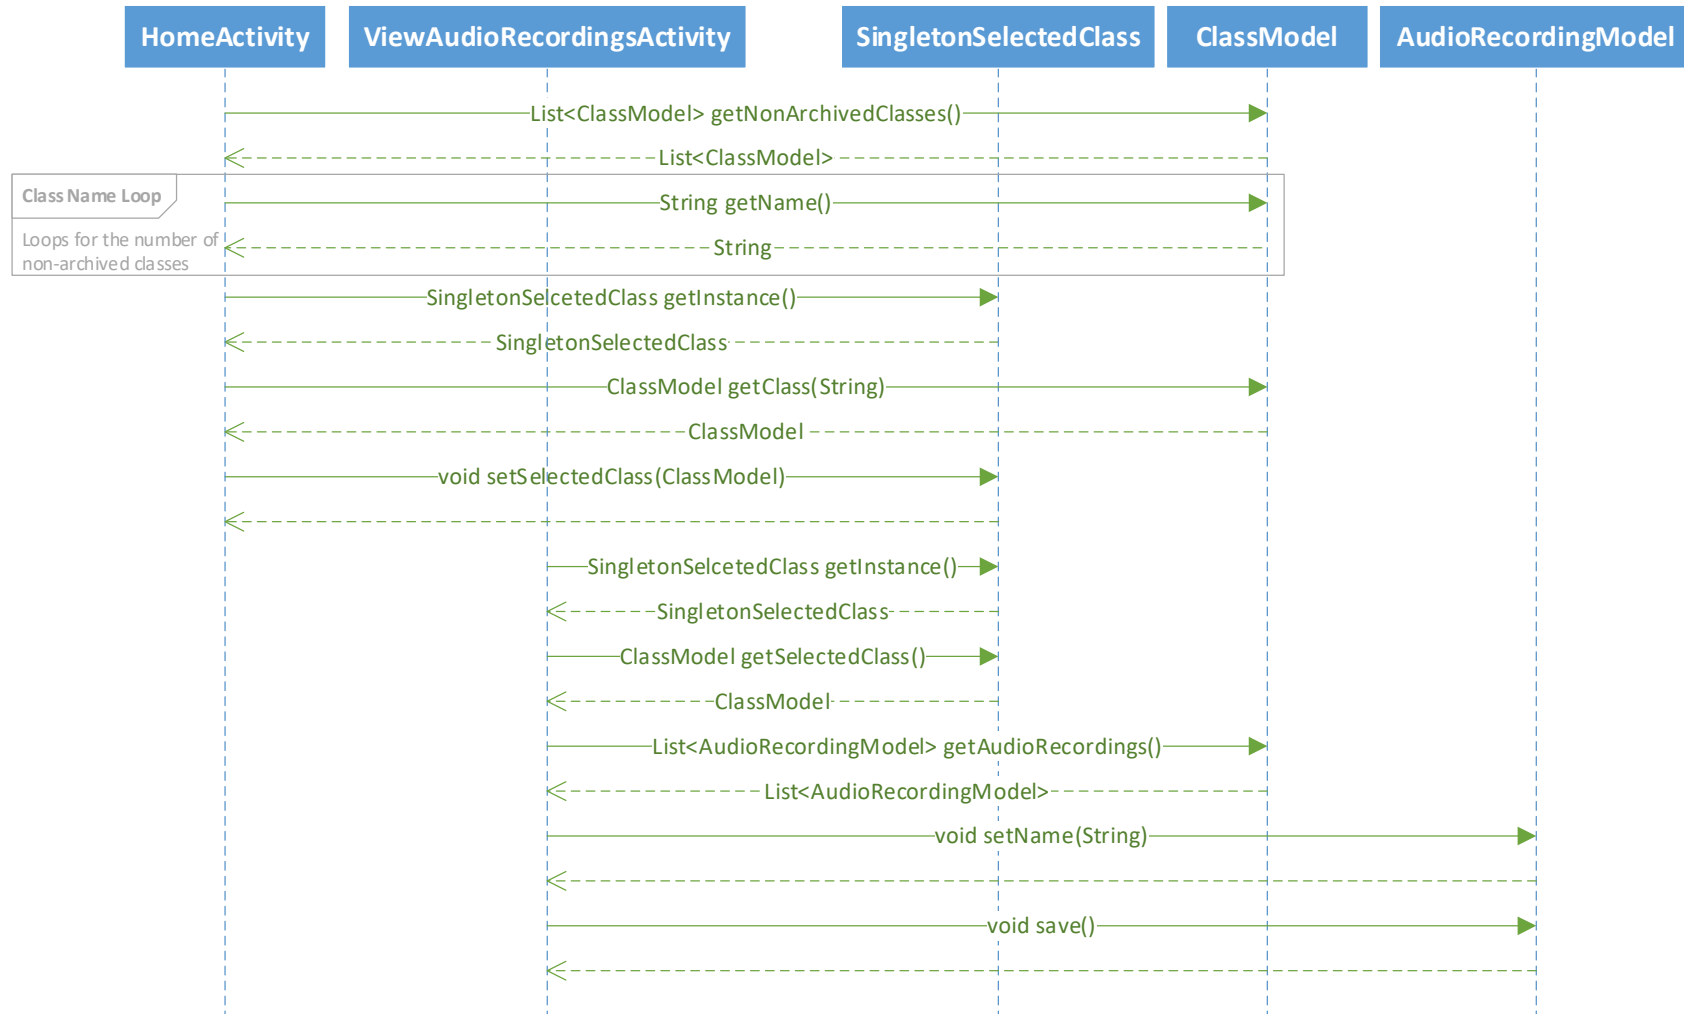 HomeActivity
ViewAudioRecordingsActivity
SingletonSelectedClass
ClassModel
AudioRecordingModel
List<ClassModel> getNonArchivedClasses()
List<ClassModel>
Class Name Loop
String getName()
Loops for the number of
non-archived classes
String
SingletonSelcetedClass getInstance()
SingletonSelectedClass
ClassModel getClass(String)
ClassModel
void setSelectedClass(ClassModel)
SingletonSelcetedClass getInstance()
SingletonSelectedClass
ClassModel getSelectedClass()
ClassModel
List<AudioRecordingModel> getAudioRecordings()
List<AudioRecordingModel>
void setName(String)
void save()